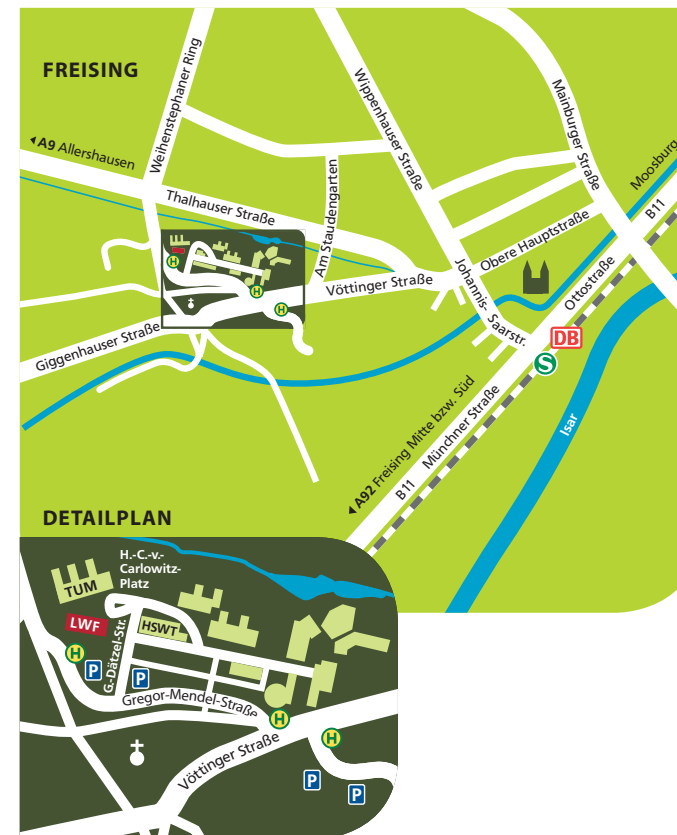 FREISING
Weihenstephaner Ring
Wippenhauser Straße
Mainburger Straße
Moosburg
B11
◄A9 Allershausen
Thalhauser Straße
Am Staudengarten
Obere Hauptstraße
H
H
H
Vöttinger Straße
Johannis-
Saarstr.
Ottostraße
DB
S
Giggenhauser Straße
Isar
◄A92 Freising Mitte bzw. Süd
B11
Münchner Straße
DETAILPLAN
H.-C.-v.-
Carlowitz-
Platz
TUM
LWF
HSWT
G.-Dätzel-Str.
H
P
P
Gregor-Mendel-Straße
H
H
Vöttinger Straße
P
P